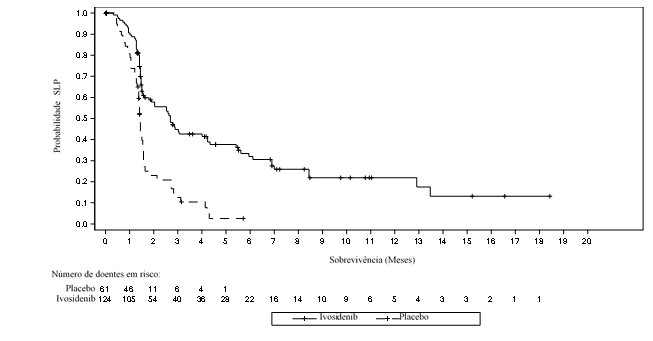 1.0
0.9
0.8
0.7
0.6
0.5
0.4
0.3
0.2
0.1
0.0
Probabilidade SLP
0 1 2 3 4 5 6 7 8 9 10 11 12 13 14 15 16 17 18 19 20
Sobrevivência (Meses)
Número de doentes em risco:
Placebo 61 46 11 6 4 1
Ivosidenib 124 105 54 40 36 28 22 16 14 10 9 6 5 4 3 3 2 1 1
Ivosidenib Placebo